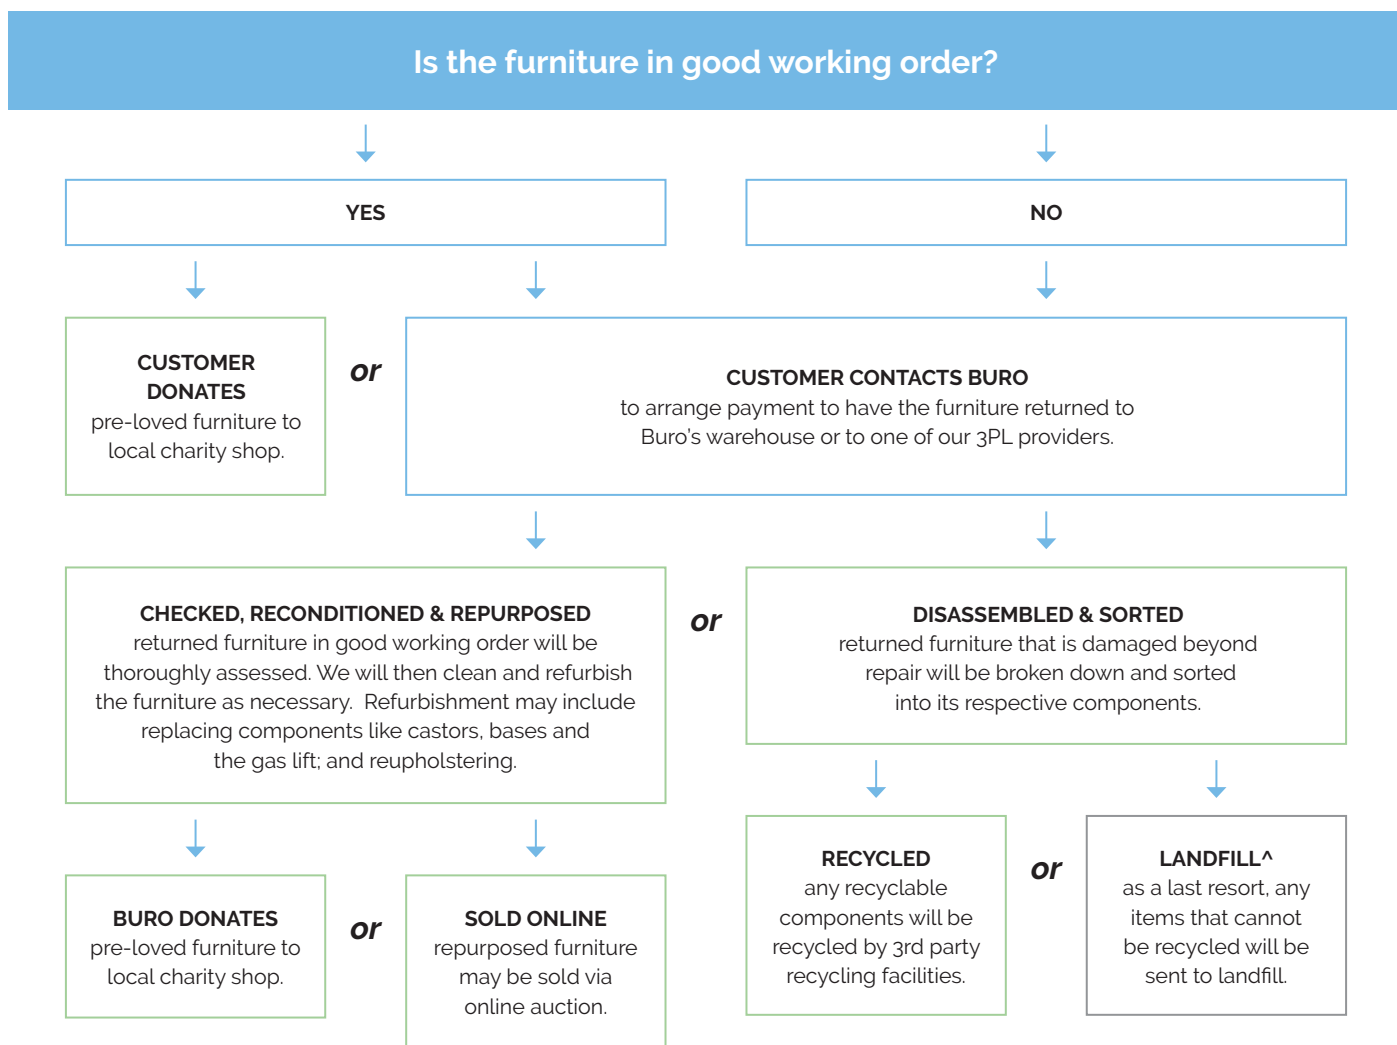 Is the furniture in good working order?
YES
NO
CUSTOMER
DONATES
pre-loved furniture to
local charity shop.
or
CUSTOMER CONTACTS BURO
to arrange payment to have the furniture returned to
Buro's warehouse or to one of our 3PL providers.
CHECKED, RECONDITIONED & REPURPOSED
returned furniture in good working order will be
thoroughly assessed. We will then clean and refurbish
the furniture as necessary.  Refurbishment may include
replacing components like castors, bases and
the gas lift; and reupholstering.
or
DISASSEMBLED & SORTED
returned furniture that is damaged beyond
repair will be broken down and sorted
into its respective components.
BURO DONATES
pre-loved furniture to
local charity shop.
or
SOLD ONLINE
repurposed furniture
may be sold via
online auction.
RECYCLED
any recyclable
components will be
recycled by 3rd party
recycling facilities.
or
LANDFILL^
as a last resort, any
items that cannot
be recycled will be
sent to landfill.